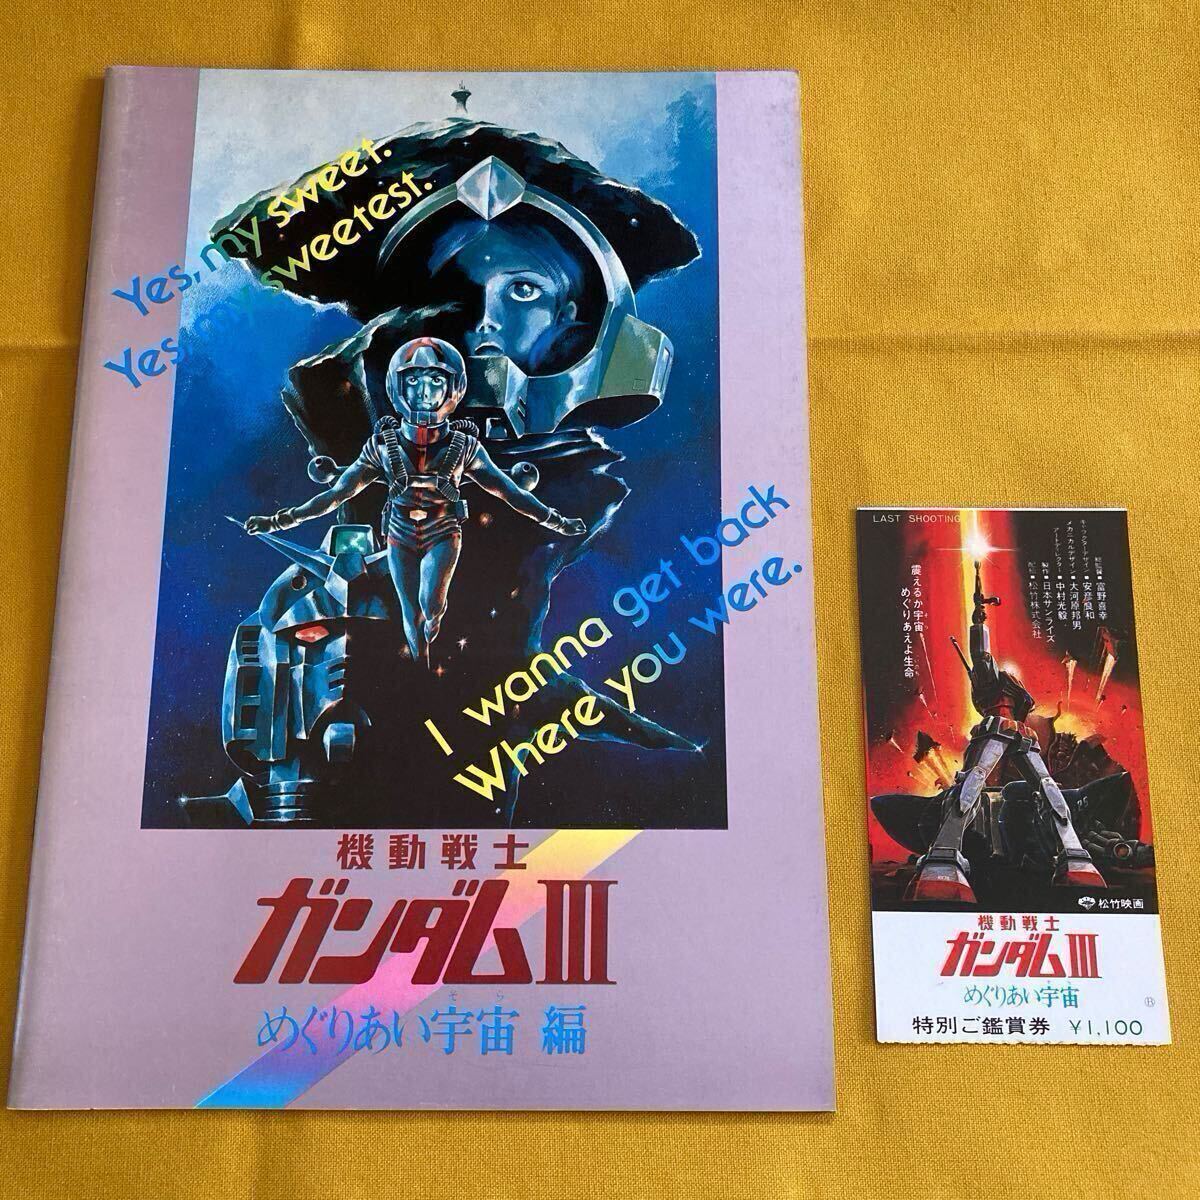 Yes, my sweet.
Yes, my sweetest.
I wanna get back
Where you were.
機動戦士
ガンダムIII
そら
めぐりあい宇宙 編
LAST SHOOTING
総監督■富野喜幸
キャラクターデザイン■安彦良和
メカニカルデザイン■大河原邦男
アートディレクター■中村光毅
製作■日本サンライズ
配給■松竹株式会社
震えるか宇宙
めぐりあえよ生命
松竹映画
機動戦士
ガンダムIII
めぐりあい宇宙
特別ご鑑賞券 ¥1,100